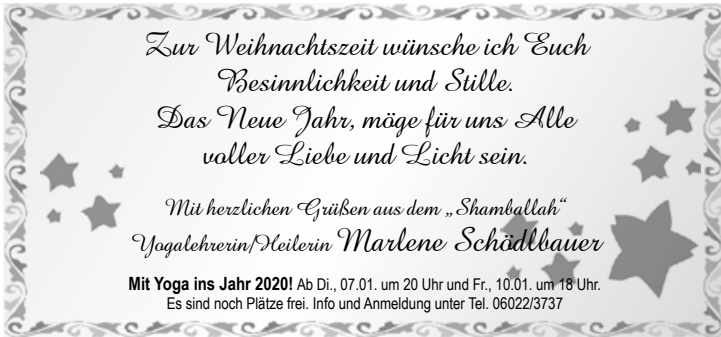 Zur Weihnachtszeit wünsche ich Euch
Besinnlichkeit und Stille.
Das Neue Jahr, möge für uns Alle
voller Liebe und Licht sein.
Mit herzlichen Grüßen aus dem „Shamballah“
Yogalehrerin/Heilerin Marlene Schödlbauer
Mit Yoga ins Jahr 2020! Ab Di., 07.01. um 20 Uhr und Fr., 10.01. um 18 Uhr.
Es sind noch Plätze frei. Info und Anmeldung unter Tel. 06022/3737